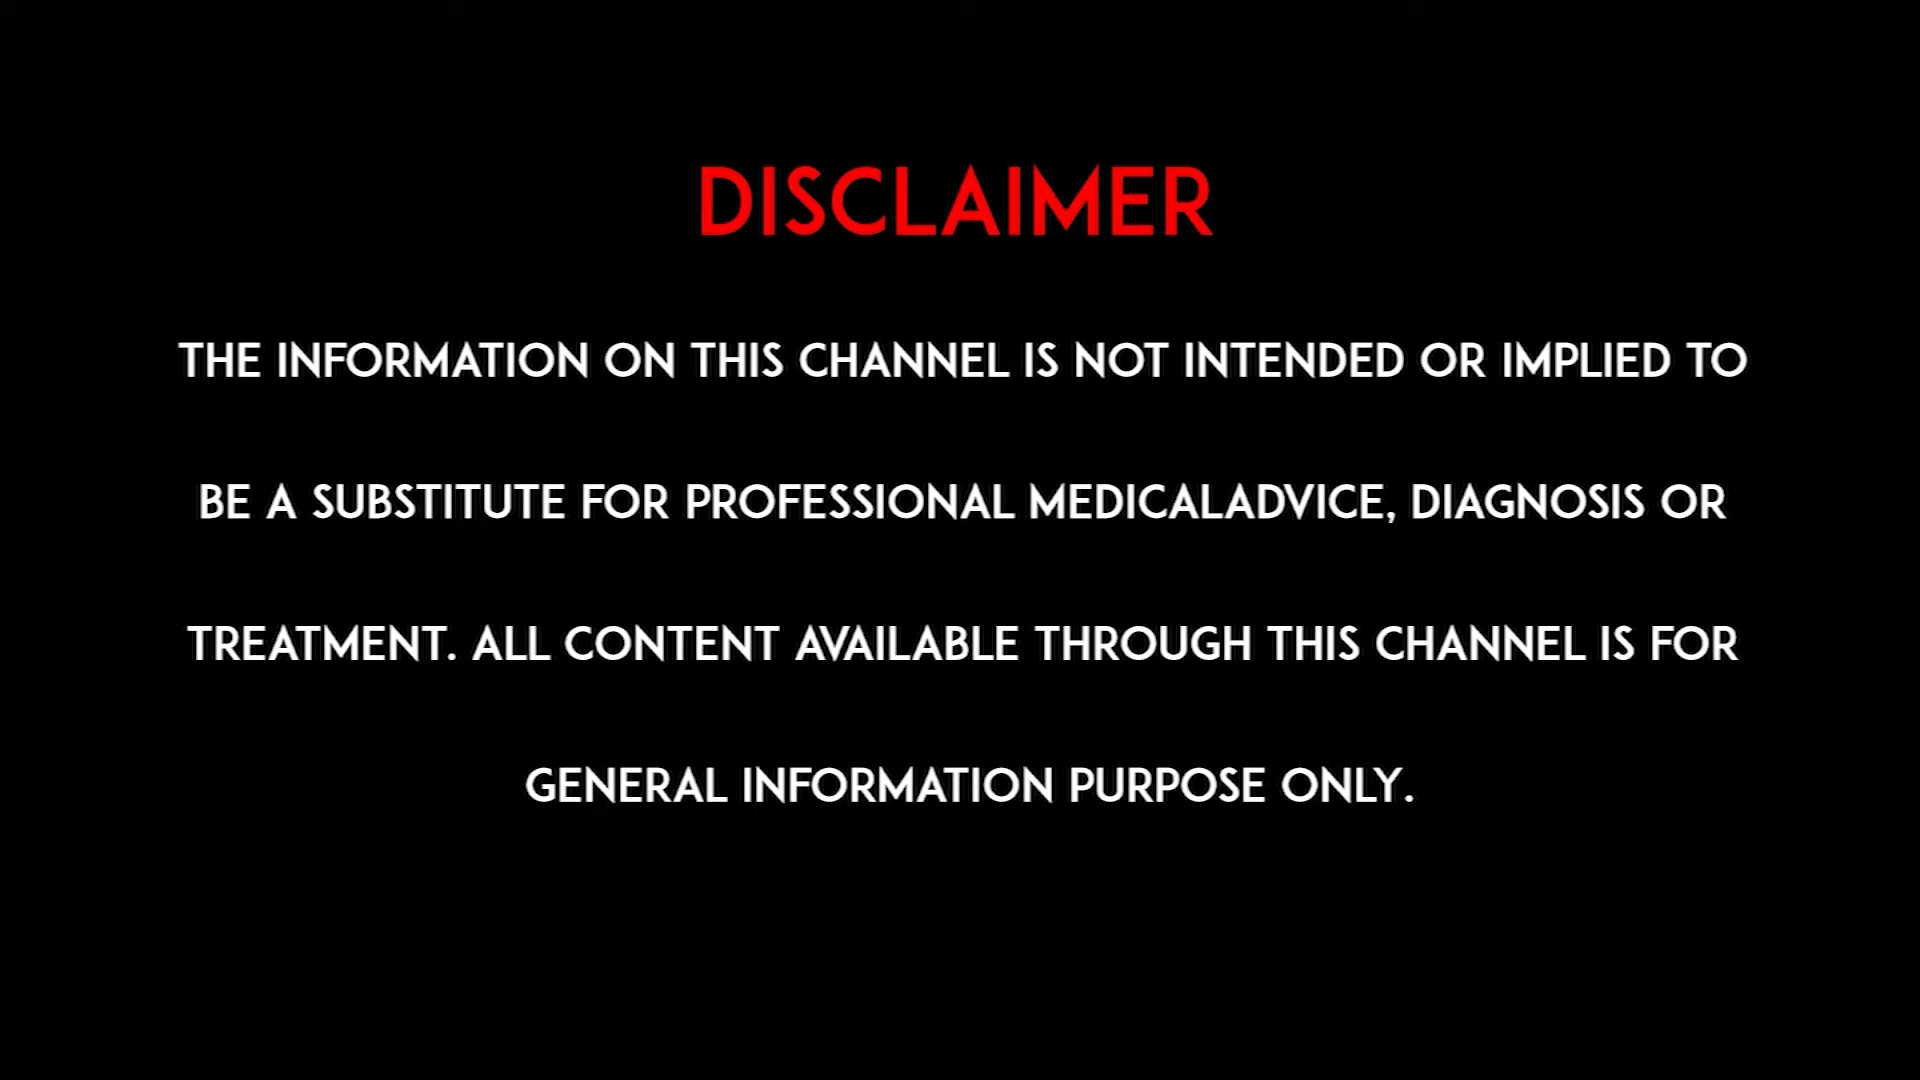 DISCLAIMER
THE INFORMATION ON THIS CHANNEL IS NOT INTENDED OR IMPLIED TO
BE A SUBSTITUTE FOR PROFESSIONAL MEDICALADVICE, DIAGNOSIS OR
TREATMENT. ALL CONTENT AVAILABLE THROUGH THIS CHANNEL IS FOR
GENERAL INFORMATION PURPOSE ONLY.